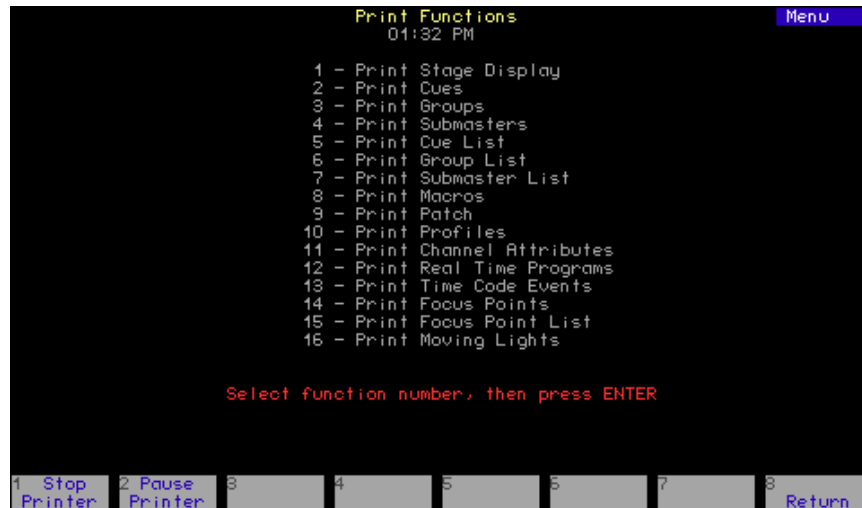 Print Functions
Menu
01:32 PM
1 - Print Stage Display
2 - Print Cues
3 - Print Groups
4 - Print Submasters
5 - Print Cue List
6 - Print Group List
7 - Print Submaster List
8 - Print Macros
9 - Print Patch
10 - Print Profiles
11 - Print Channel Attributes
12 - Print Real Time Programs
13 - Print Time Code Events
14 - Print Focus Points
15 - Print Focus Point List
16 - Print Moving Lights
Select function number, then press ENTER
1 Stop Printer
2 Pause Printer
3
4
5
6
7
8 Return